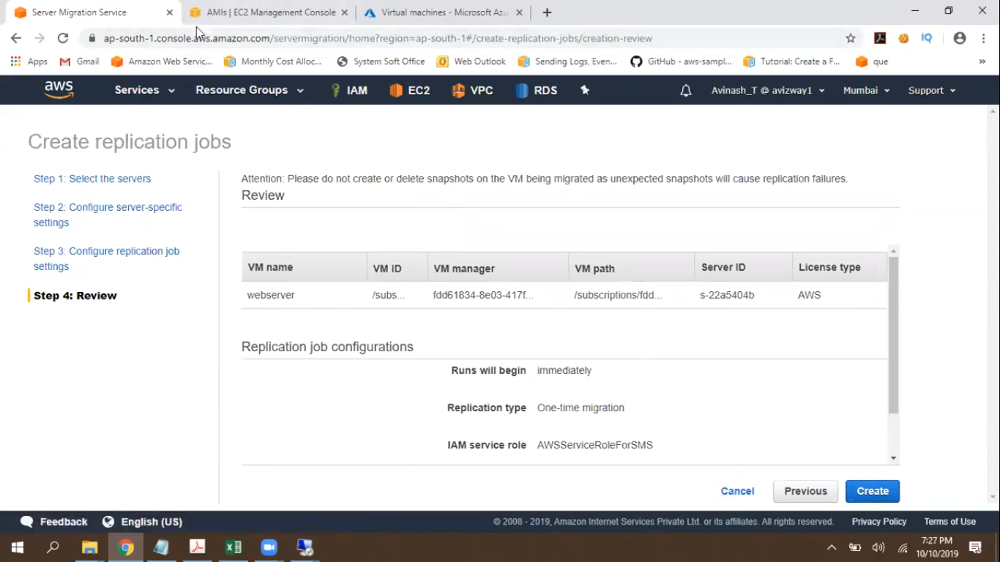 Server Migration Service
AMIs | EC2 Management Console
Virtual machines - Microsoft Azu
ap-south-1.console.aws.amazon.com/servermigration/home?region=ap-south-1#/create-replication-jobs/creation-review
Apps Gmail Amazon Web Servic... Monthly Cost Alloc... System Soft Office Web Outlook Sending Logs, Even... GitHub - aws-sampl... Tutorial: Create a F... que »
aws Services Resource Groups IAM EC2 VPC RDS Avinash_T @ avizway1 Mumbai Support
Create replication jobs
Step 1: Select the servers
Step 2: Configure server-specific
settings
Step 3: Configure replication job
settings
Step 4: Review
Attention: Please do not create or delete snapshots on the VM being migrated as unexpected snapshots will cause replication failures.
Review
VM name VM ID VM manager VM path Server ID License type
webserver /subs... fdd61834-8e03-417f... /subscriptions/fdd... s-22a5404b AWS
Replication job configurations
Runs will begin immediately
Replication type One-time migration
IAM service role AWSServiceRoleForSMS
Cancel Previous Create
Feedback English (US) © 2008 - 2019, Amazon Internet Services Private Ltd. or its affiliates. All rights reserved. Privacy Policy Terms of Use
7:27 PM
10/10/2019